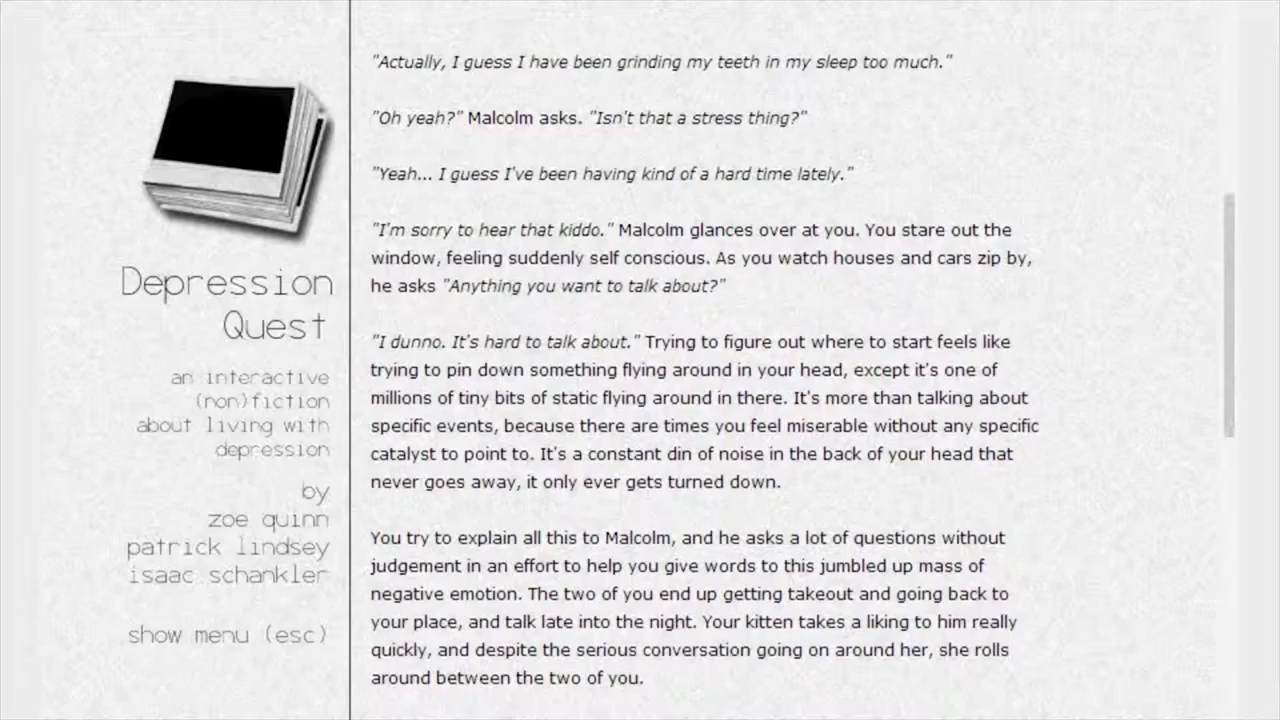 Depression
Quest
an interactive
(non)fiction
about living with
depression
by
zoe quinn
patrick lindsey
isaac schankler
show menu (esc)
"Actually, I guess I have been grinding my teeth in my sleep too much."
"Oh yeah?" Malcolm asks. "Isn't that a stress thing?"
"Yeah... I guess I've been having kind of a hard time lately."
"I'm sorry to hear that kiddo." Malcolm glances over at you. You stare out the
window, feeling suddenly self conscious. As you watch houses and cars zip by,
he asks "Anything you want to talk about?"
"I dunno. It's hard to talk about." Trying to figure out where to start feels like
trying to pin down something flying around in your head, except it's one of
millions of tiny bits of static flying around in there. It's more than talking about
specific events, because there are times you feel miserable without any specific
catalyst to point to. It's a constant din of noise in the back of your head that
never goes away, it only ever gets turned down.
You try to explain all this to Malcolm, and he asks a lot of questions without
judgement in an effort to help you give words to this jumbled up mass of
negative emotion. The two of you end up getting takeout and going back to
your place, and talk late into the night. Your kitten takes a liking to him really
quickly, and despite the serious conversation going on around her, she rolls
around between the two of you.